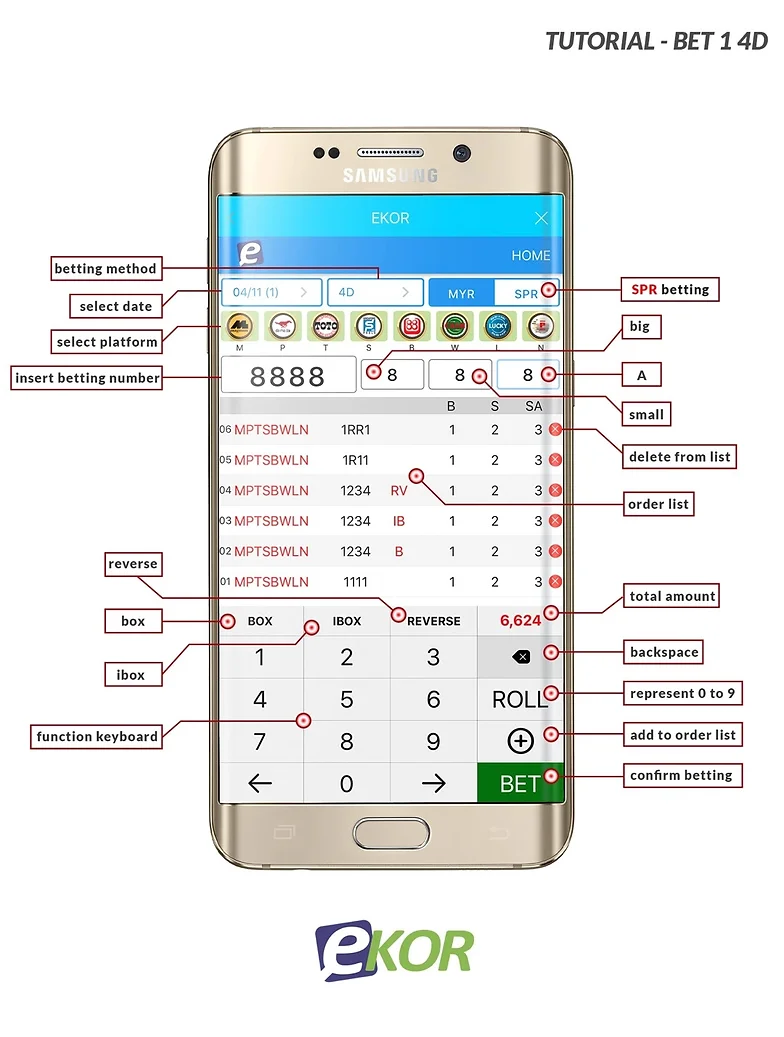 TUTORIAL - BET 1 4D
SAMSUNG
EKOR
e
HOME
betting method
select date
select platform
insert betting number
04/11 (1)
4D
MYR
SPR
SPR betting
big
A
small
delete from list
order list
TOTO
88
LUCKY
M P T S B W L N
8888 8 8 8
B S SA
06 MPTSBWLN 1RR1 1 2 3
05 MPTSBWLN 1R11 1 2 3
04 MPTSBWLN 1234 RV 1 2 3
03 MPTSBWLN 1234 IB 1 2 3
02 MPTSBWLN 1234 B 1 2 3
01 MPTSBWLN 1111 1 2 3
reverse
box
ibox
function keyboard
BOX IBOX REVERSE 6,624
1 2 3
4 5 6 ROLL
7 8 9
0 BET
total amount
backspace
represent 0 to 9
add to order list
confirm betting
eKOR